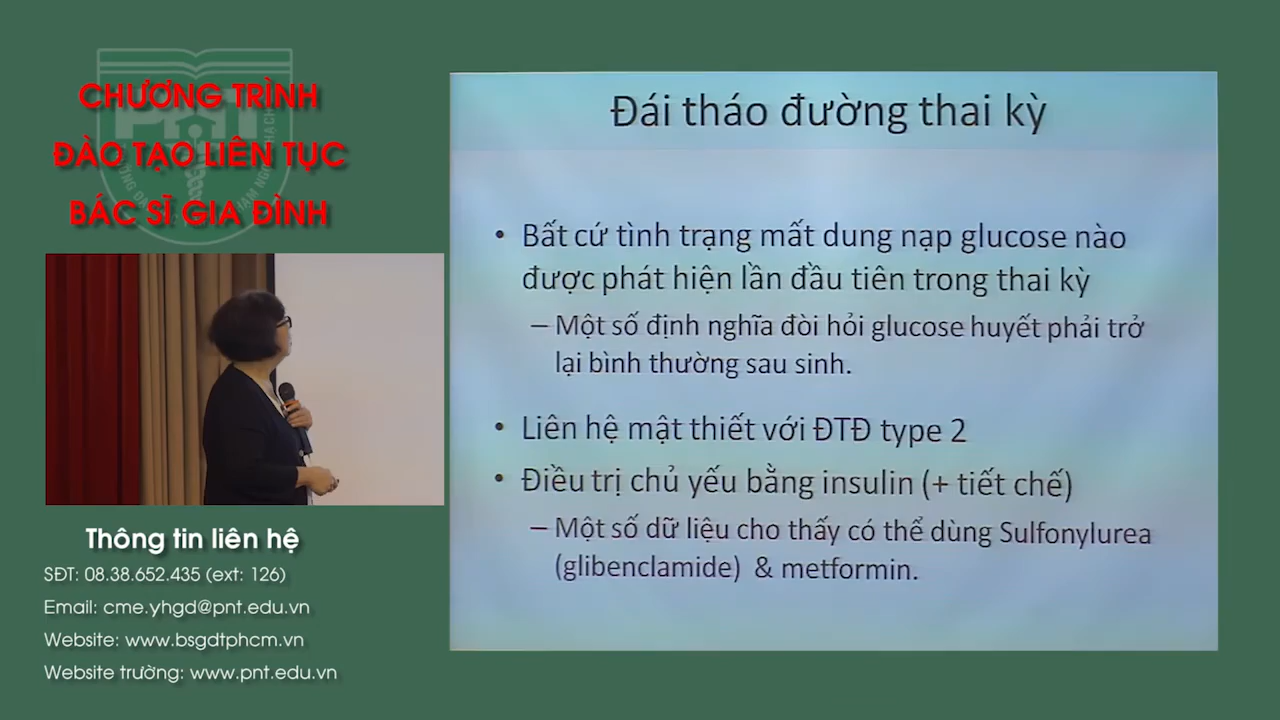 CHƯƠNG TRÌNH
ĐÀO TẠO LIÊN TỤC
BÁC SĨ GIA ĐÌNH
PNT
Thông tin liên hệ
SĐT: 08.38.652.435 (ext: 126)
Email: cme.yhgd@pnt.edu.vn
Website: www.bsgdtphcm.vn
Website trường: www.pnt.edu.vn
Đái tháo đường thai kỳ
• Bất cứ tình trạng mất dung nạp glucose nào
được phát hiện lần đầu tiên trong thai kỳ
– Một số định nghĩa đòi hỏi glucose huyết phải trở
lại bình thường sau sinh.
• Liên hệ mật thiết với ĐTĐ type 2
• Điều trị chủ yếu bằng insulin (+ tiết chế)
– Một số dữ liệu cho thấy có thể dùng Sulfonylurea
(glibenclamide) & metformin.